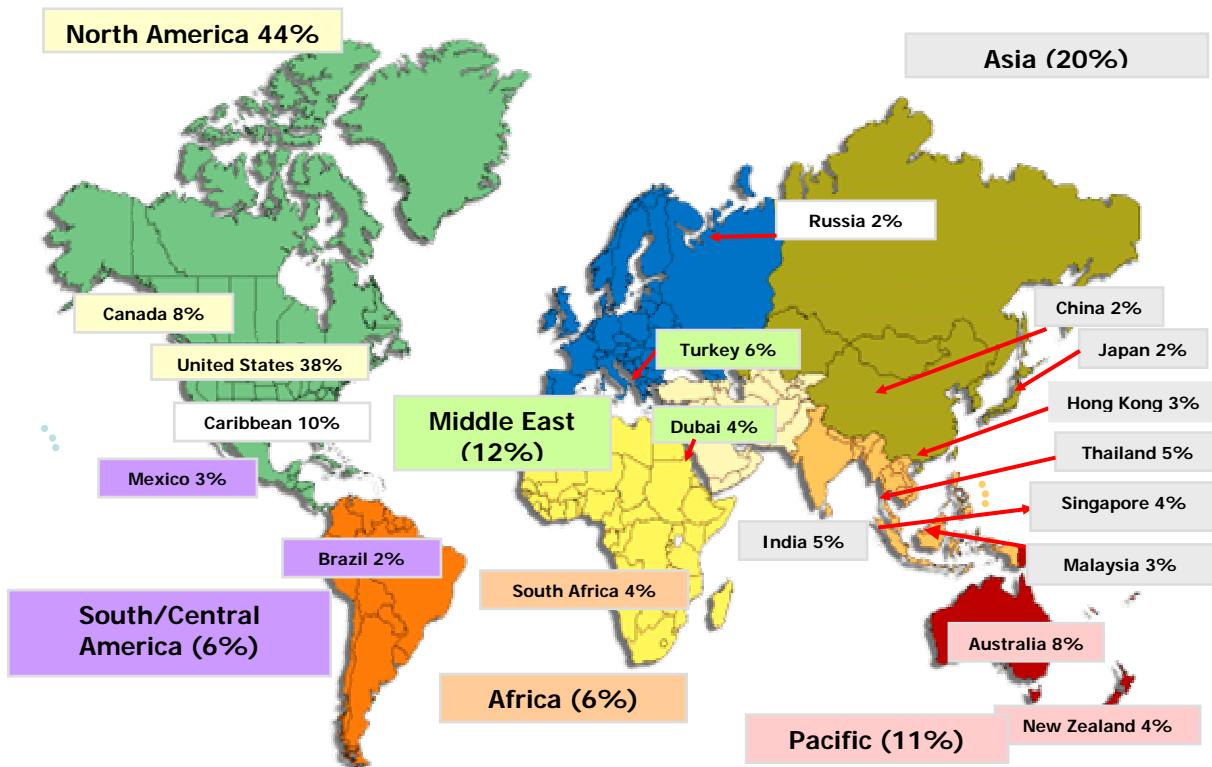 North America 44%
Asia (20%)
Russia 2%
Canada 8%
China 2%
United States 38%
Turkey 6%
Japan 2%
Caribbean 10%
Middle East
(12%)
Dubai 4%
Hong Kong 3%
Thailand 5%
Mexico 3%
Singapore 4%
India 5%
Brazil 2%
Malaysia 3%
South Africa 4%
South/Central
America (6%)
Australia 8%
Africa (6%)
New Zealand 4%
Pacific (11%)